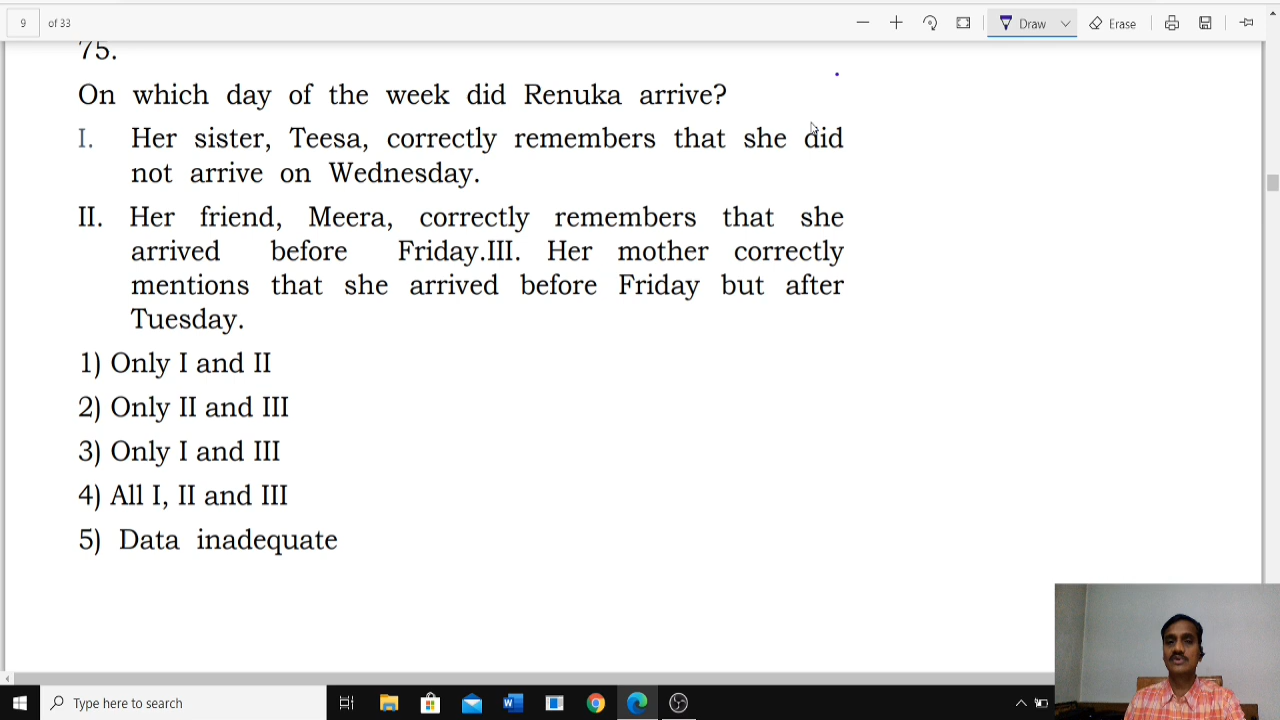 9 of 33
Draw
Erase
75.
On which day of the week did Renuka arrive?
I. Her sister, Teesa, correctly remembers that she did
not arrive on Wednesday.
II. Her friend, Meera, correctly remembers that she
arrived before Friday.III. Her mother correctly
mentions that she arrived before Friday but after
Tuesday.
1) Only I and II
2) Only II and III
3) Only I and III
4) All I, II and III
5) Data inadequate
Type here to search